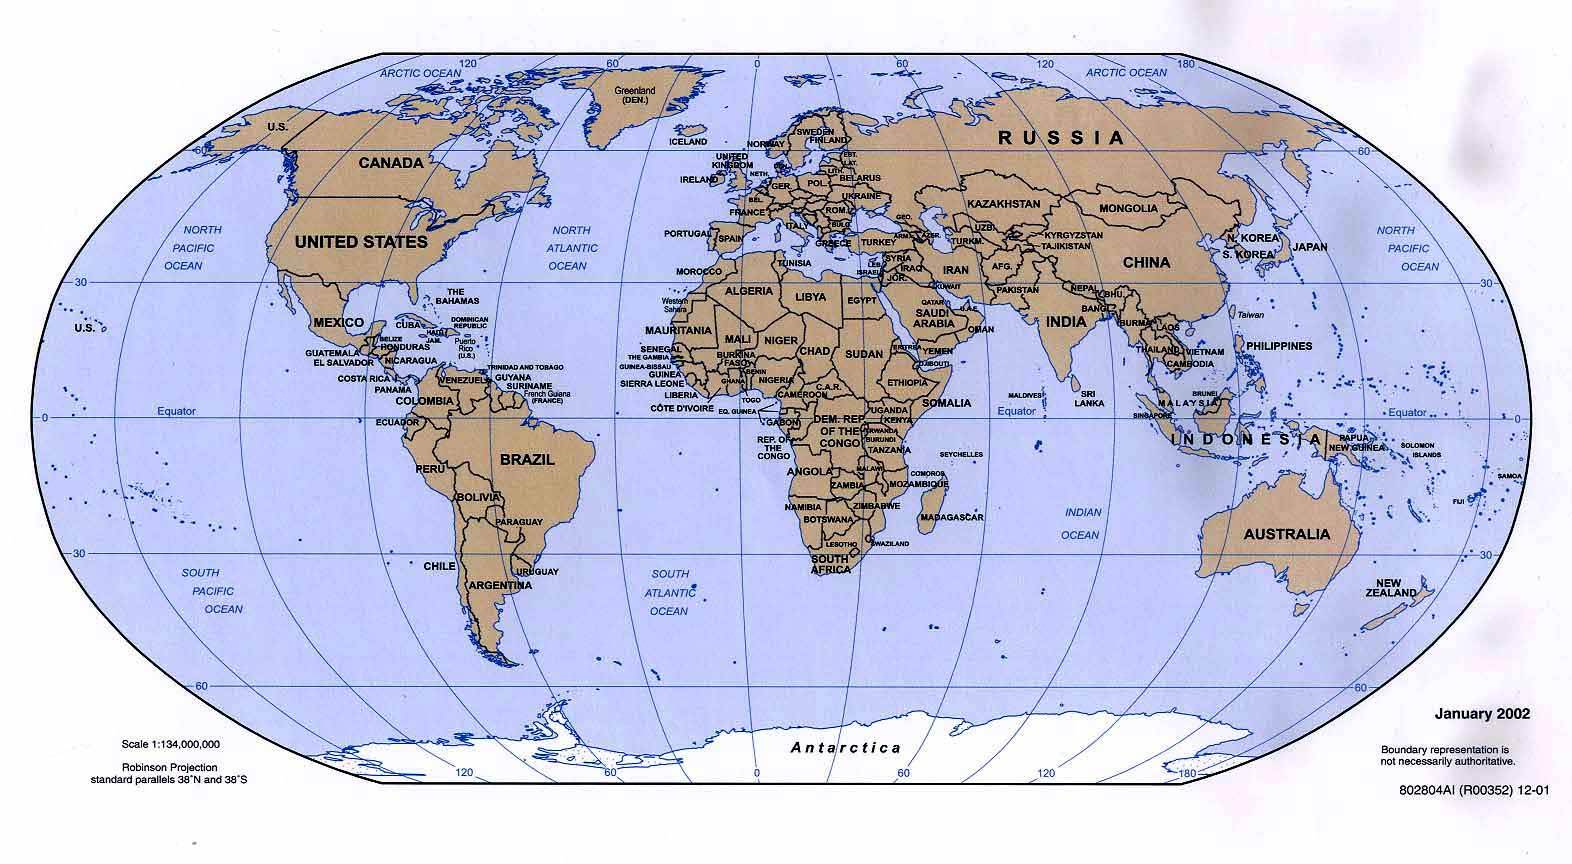 120
60
0
60
120
180
ARCTIC OCEAN
ARCTIC OCEAN
Greenland
(DEN.)
U.S.
ICELAND
NORWAY
SWEDEN
FINLAND
RUSSIA
60
60
CANADA
UNITED
KINGDOM
IRELAND
NETH.
DEN.
EST.
LAT.
LITH.
BELARUS
GER.
POL.
BEL.
UKRAINE
FRANCE
ROM.
BULG.
ITALY
KAZAKHSTAN
MONGOLIA
NORTH
PACIFIC
OCEAN
NORTH
ATLANTIC
OCEAN
NORTH
PACIFIC
OCEAN
UNITED STATES
PORTUGAL
SPAIN
GREECE
TURKEY
GEO.
ARM.
AZER.
UZB.
TURKM.
KYRGYZSTAN
TAJIKISTAN
N. KOREA
S. KOREA
JAPAN
CHINA
MOROCCO
TUNISIA
LEB.
ISRAEL
SYRIA
IRAQ
JOR.
IRAN
AFG.
KUWAIT
PAKISTAN
NEPAL
BHU.
30
30
THE
BAHAMAS
Western
Sahara
ALGERIA
LIBYA
EGYPT
QATAR
U.A.E.
SAUDI
ARABIA
OMAN
INDIA
BANGL.
BURMA
LAOS
Taiwan
U.S.
MEXICO
CUBA
DOMINICAN
REPUBLIC
HAITI
JAM.
Puerto
Rico
(U.S.)
BELIZE
HONDURAS
GUATEMALA
EL SALVADOR
NICARAGUA
COSTA RICA
PANAMA
TRINIDAD AND TOBAGO
VENEZUELA
GUYANA
SURINAME
French Guiana
(FRANCE)
COLOMBIA
MAURITANIA
MALI
NIGER
CHAD
SUDAN
ERITREA
YEMEN
DJIBOUTI
SENEGAL
THE GAMBIA
GUINEA-BISSAU
GUINEA
SIERRA LEONE
LIBERIA
CÔTE D'IVOIRE
BURKINA
FASO
BENIN
GHANA
TOGO
NIGERIA
CAMEROON
C.A.R.
ETHIOPIA
SOMALIA
EQ. GUINEA
GABON
UGANDA
KENYA
THAILAND
VIETNAM
CAMBODIA
PHILIPPINES
MALDIVES
SRI
LANKA
BRUNEI
MALAYSIA
SINGAPORE
0
Equator
Equator
Equator
0
ECUADOR
PERU
BRAZIL
REP. OF
THE
CONGO
DEM. REP.
OF THE
CONGO
RWANDA
BURUNDI
TANZANIA
SEYCHELLES
INDONESIA
PAPUA
NEW GUINEA
SOLOMON
ISLANDS
ANGOLA
MALAWI
ZAMBIA
COMOROS
MOZAMBIQUE
SAMOA
FIJI
BOLIVIA
PARAGUAY
NAMIBIA
ZIMBABWE
BOTSWANA
MADAGASCAR
INDIAN
OCEAN
AUSTRALIA
LESOTHO
SWAZILAND
SOUTH
AFRICA
30
30
CHILE
URUGUAY
ARGENTINA
SOUTH
PACIFIC
OCEAN
SOUTH
ATLANTIC
OCEAN
NEW
ZEALAND
60
60
Antarctica
120
60
0
60
120
180
January 2002
Scale 1:134,000,000
Robinson Projection
standard parallels 38°N and 38°S
Boundary representation is
not necessarily authoritative.
802804AI (R00352) 12-01